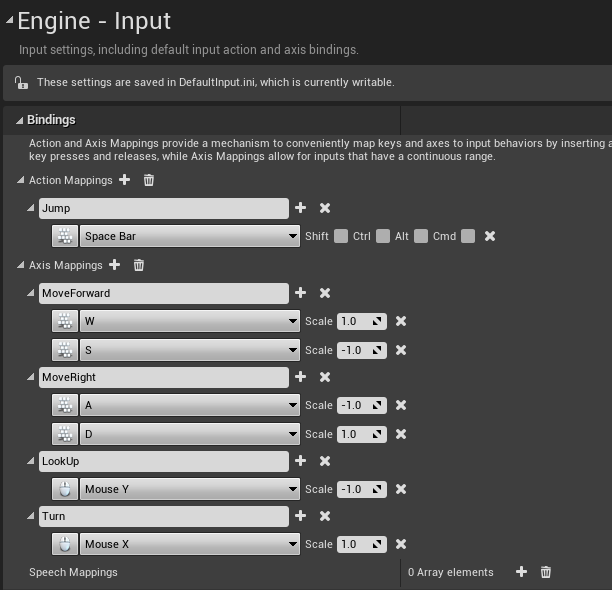 Engine - Input
Input settings, including default input action and axis bindings.
These settings are saved in DefaultInput.ini, which is currently writable.
Bindings
Action and Axis Mappings provide a mechanism to conveniently map keys and axes to input behaviors by inserting a
key presses and releases, while Axis Mappings allow for inputs that have a continuous range.
Action Mappings
Jump
Space Bar Shift Ctrl Alt Cmd
Axis Mappings
MoveForward
W Scale 1.0
S Scale -1.0
MoveRight
A Scale -1.0
D Scale 1.0
LookUp
Mouse Y Scale -1.0
Turn
Mouse X Scale 1.0
Speech Mappings 0 Array elements